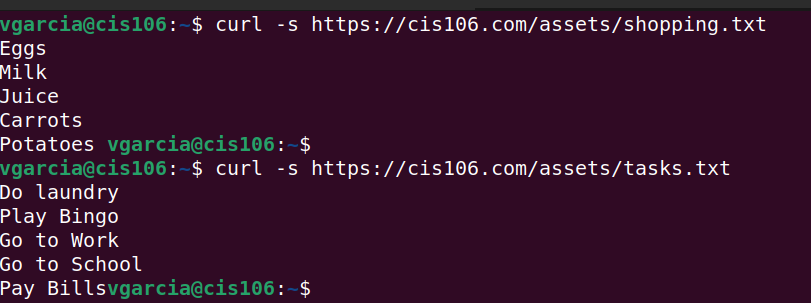 vgarcia@cis106:~$ curl -s https://cis106.com/assets/shopping.txt
Eggs
Milk
Juice
Carrots
Potatoes vgarcia@cis106:~$
vgarcia@cis106:~$ curl -s https://cis106.com/assets/tasks.txt
Do laundry
Play Bingo
Go to Work
Go to School
Pay Billsvgarcia@cis106:~$